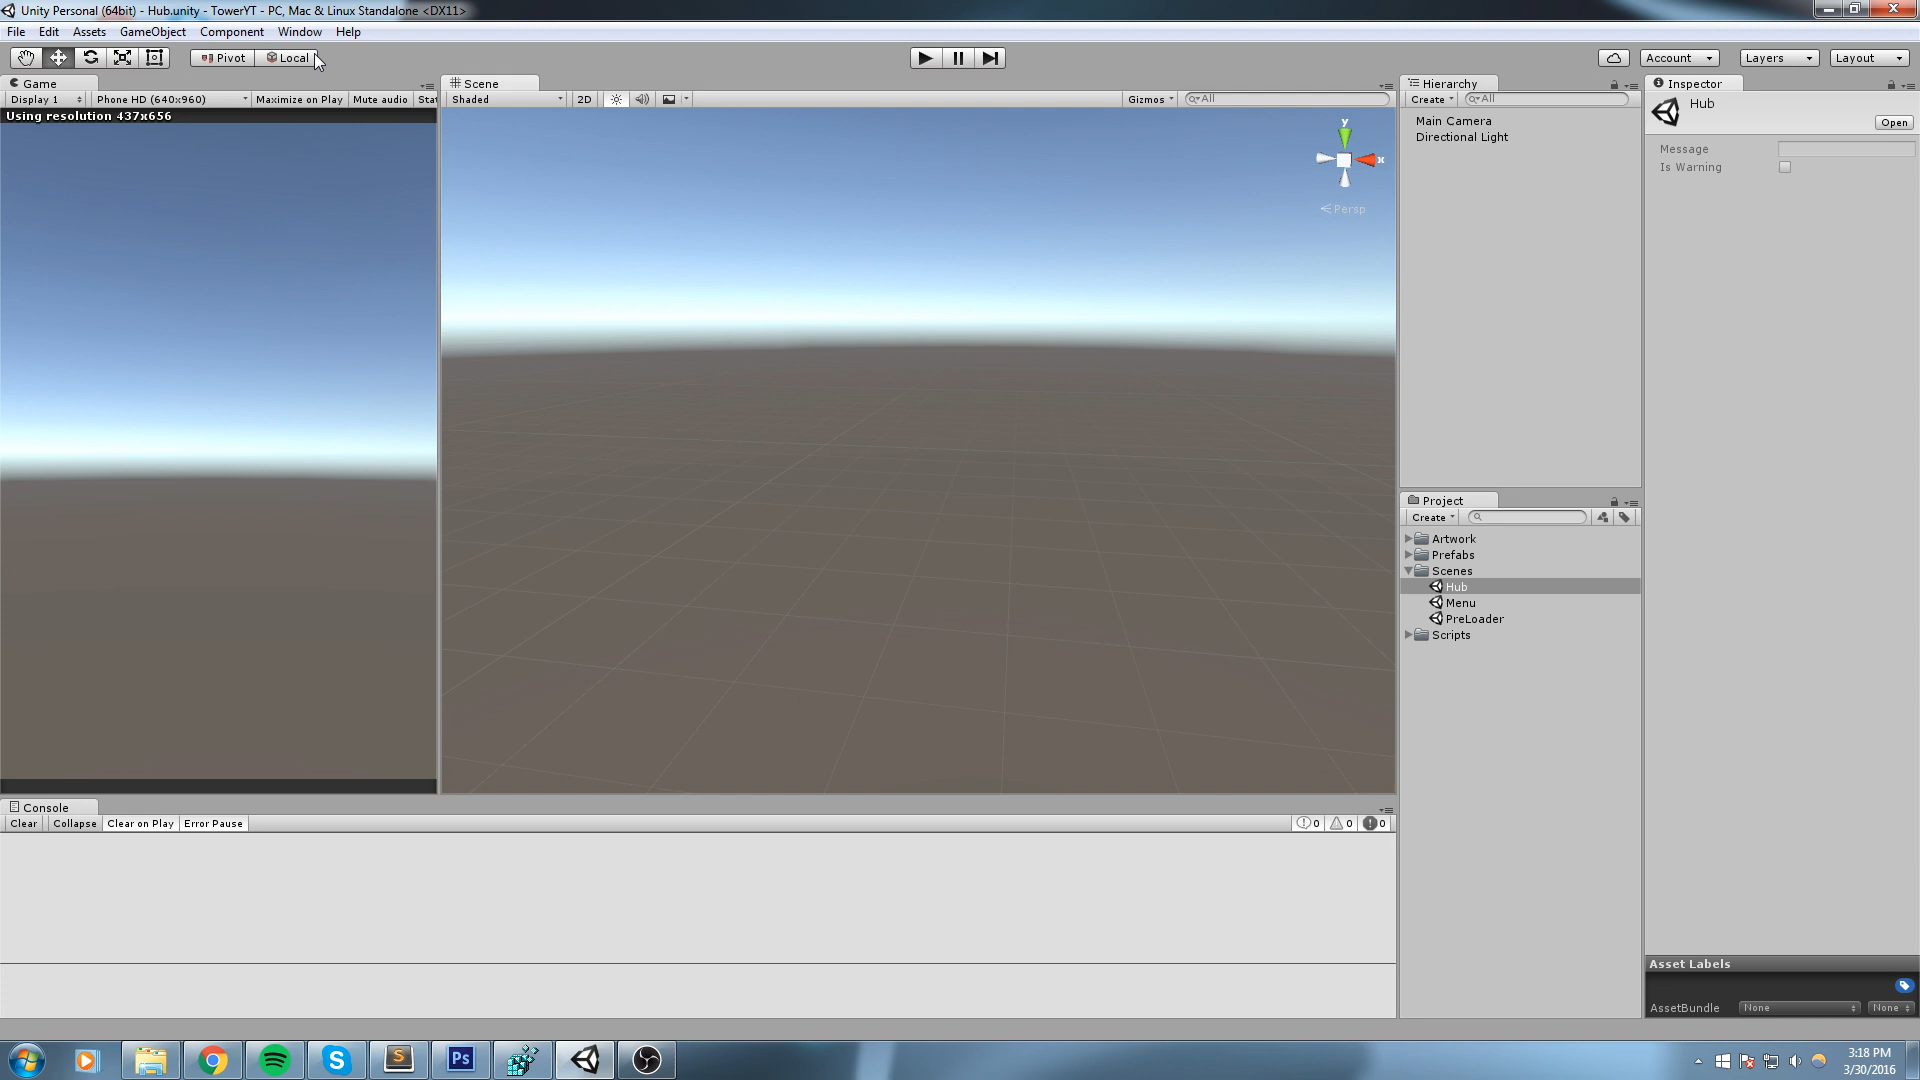 Unity Personal (64bit) - Hub.unity - TowerYT - PC, Mac & Linux Standalone <DX11>
File Edit Assets GameObject Component Window Help
Pivot Local Account Layers Layout
Game
Display 1 Phone HD (640x960) Maximize on Play Mute audio Stat
Using resolution 437x656
Scene
Shaded 2D Gizmos All
y
x
Persp
Hierarchy
Create All
Main Camera
Directional Light
Project
Create
Artwork
Prefabs
Scenes
Hub
Menu
PreLoader
Scripts
Inspector
Hub
Open
Message
Is Warning
Asset Labels
AssetBundle None None
Console
Clear Collapse Clear on Play Error Pause 0 0 0
S S Ps
3:18 PM
3/30/2016